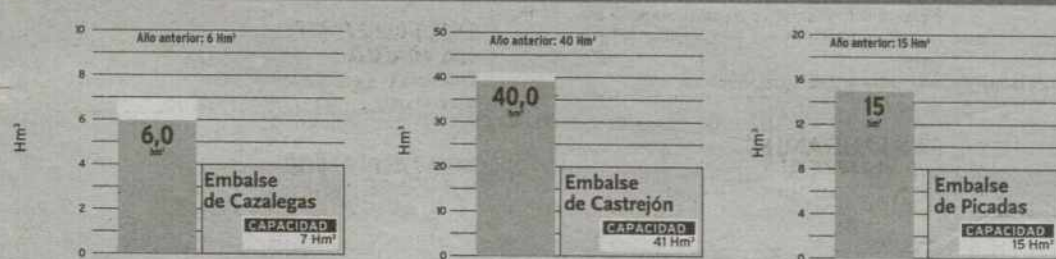 Año anterior: 6 Hm³
Hm³
10
8
6
4
2
0
6,0
hm³
Embalse
de Cazalegas
CAPACIDAD
7 Hm³
Año anterior: 40 Hm³
Hm³
50
40
30
20
10
0
40,0
hm³
Embalse
de Castrejón
CAPACIDAD
41 Hm³
Año anterior: 15 Hm³
Hm³
20
16
12
8
4
0
15
hm³
Embalse
de Picadas
CAPACIDAD
15 Hm³